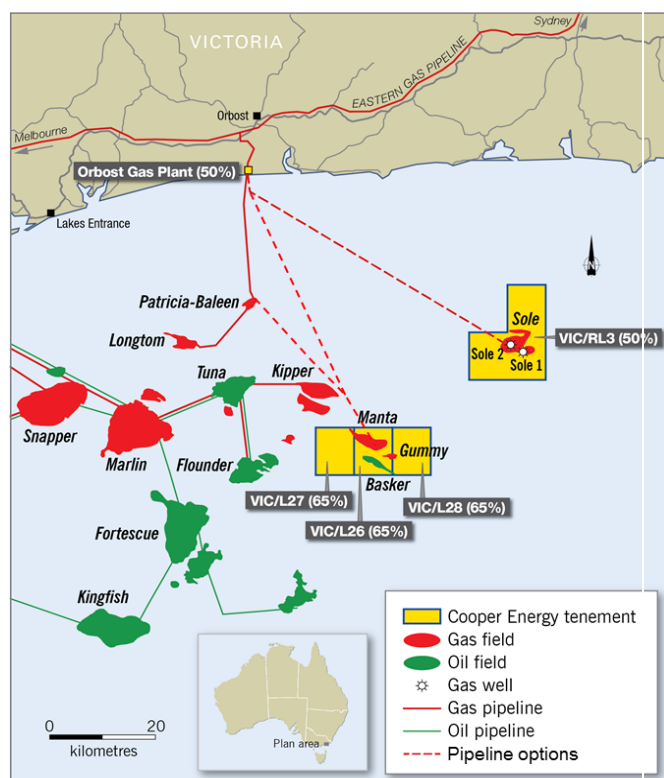 Sydney
VICTORIA
EASTERN GAS PIPELINE
Orbost
Melbourne
Orbost Gas Plant (50%)
Lakes Entrance
N
Patricia-Baleen
Longtom
Sole
VIC/RL3 (50%)
Sole 2
Sole 1
Tuna
Kipper
Snapper
Marlin
Manta
Gummy
Flounder
Basker
VIC/L27 (65%)
VIC/L28 (65%)
VIC/L26 (65%)
Fortescue
Kingfish
Cooper Energy tenement
Gas field
Oil field
Gas well
Gas pipeline
Oil pipeline
Pipeline options
0 20
kilometres
Plan area